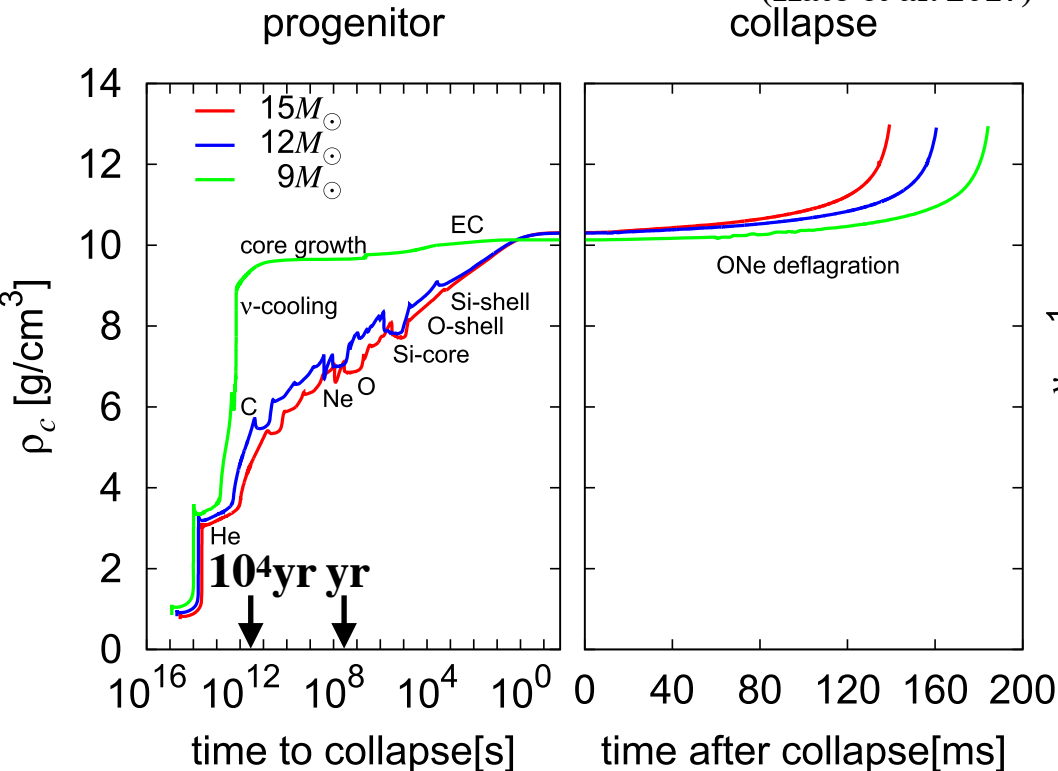 progenitor
collapse
14
12
10
8
6
4
2
0
ρc [g/cm³]
15M☉
12M☉
9M☉
core growth
EC
ν-cooling
Si-shell
O-shell
Si-core
O
Ne
C
He
10⁴yr yr
10¹⁶ 10¹² 10⁸ 10⁴ 10⁰
time to collapse[s]
ONe deflagration
0 40 80 120 160 200
time after collapse[ms]